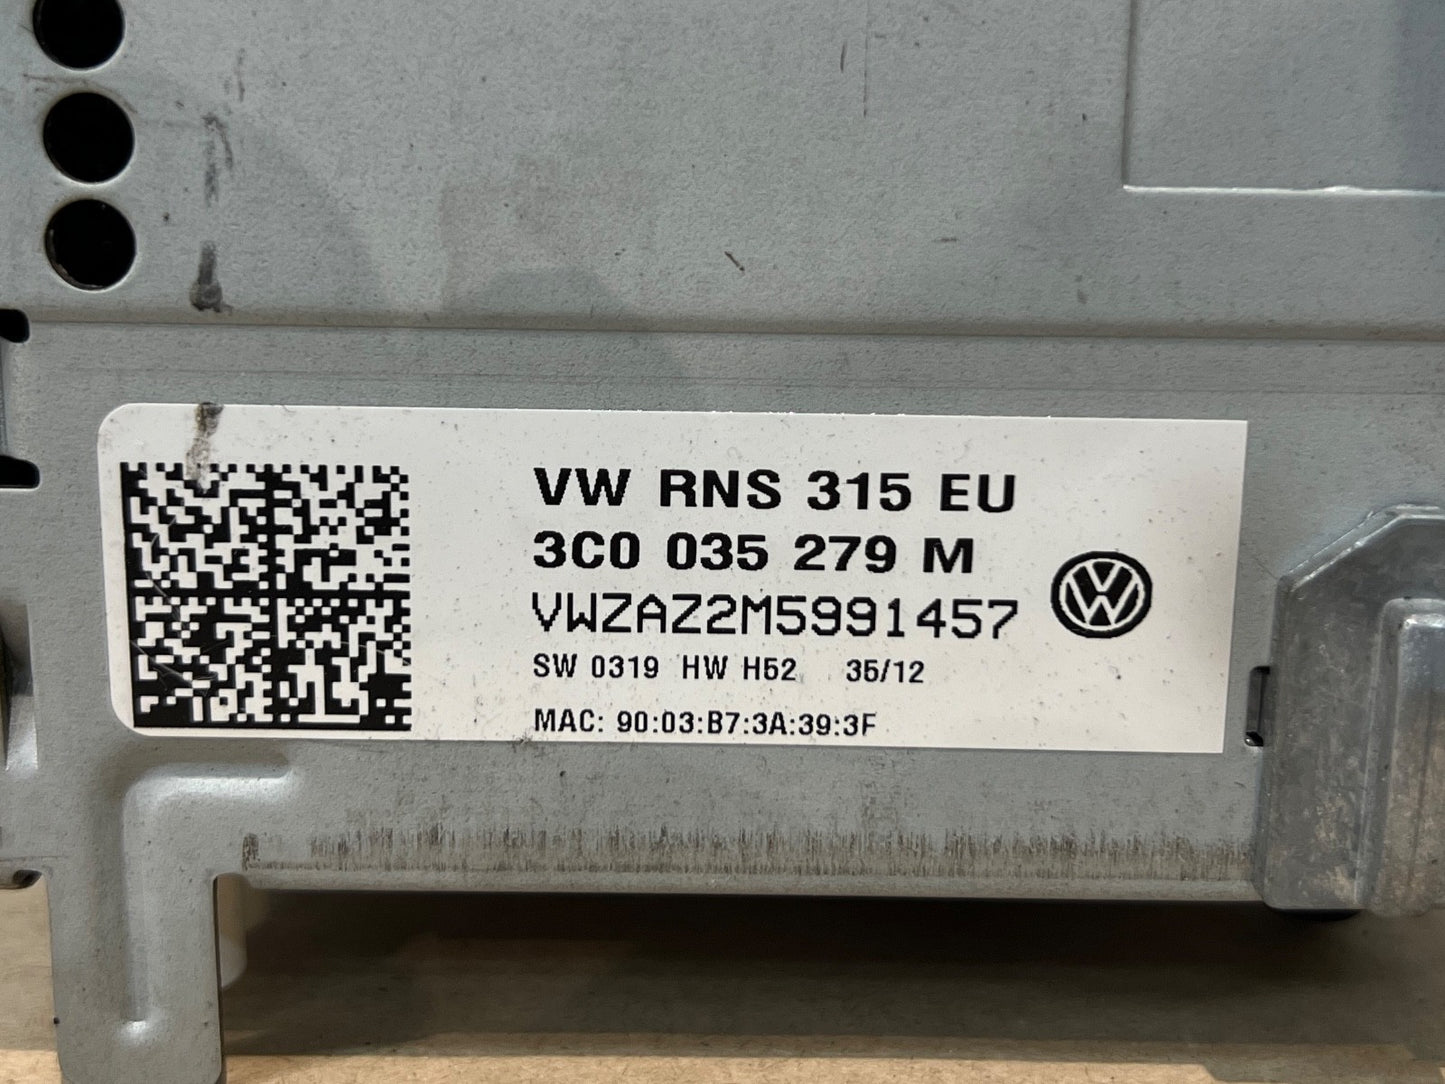 VW RNS 315 EU
3C0 035 279 M
VWZAZ2M5991457
SW 0319 HW H52 35/12
MAC: 90:03:B7:3A:39:3F